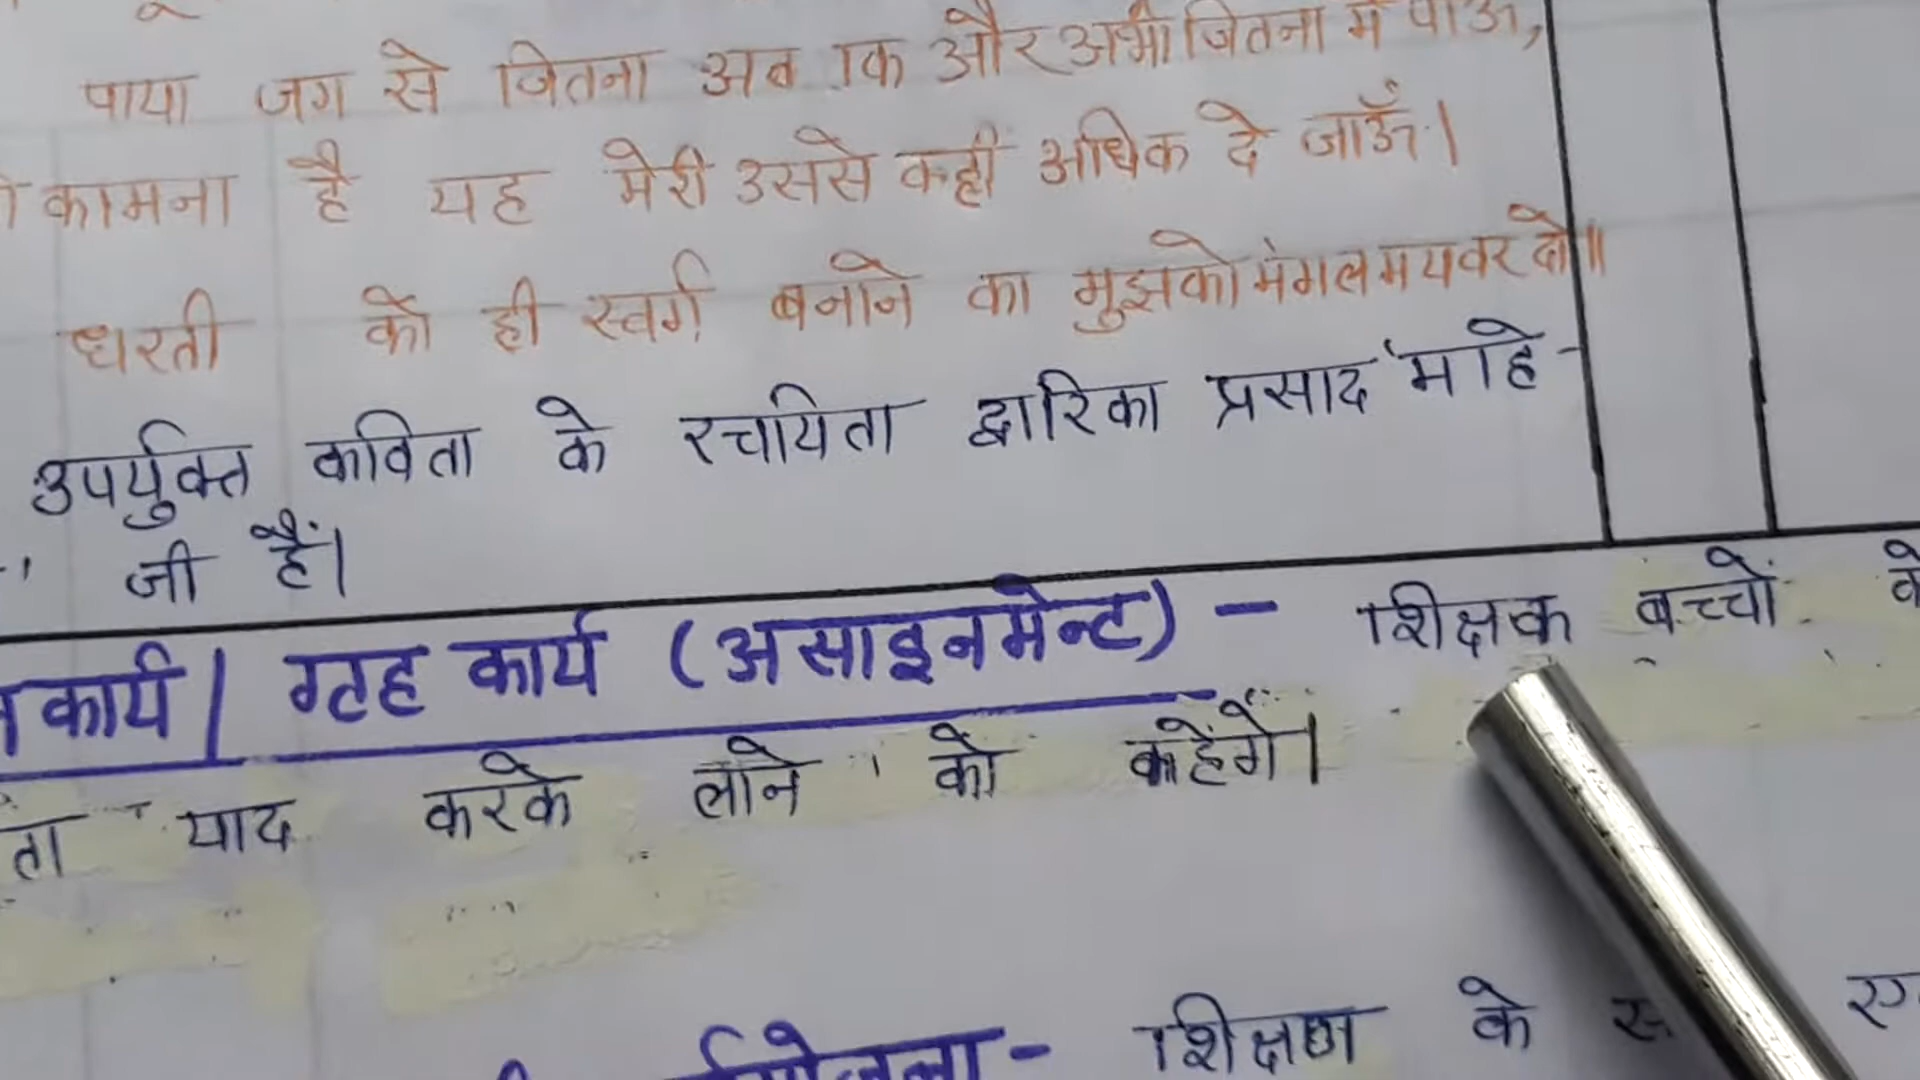 पाया जग से जितना अब तक और अभी जितना मैं पाऊँ,
कामना है यह मेरी उससे कहीं अधिक दे जाऊँ।
धरती को ही स्वर्ग बनाने का मुझको मंगलमय वर दो॥
उपर्युक्त कविता के रचयिता द्वारिका प्रसाद 'माहे-
' जी हैं।
कार्य/ गृह कार्य (असाइनमेन्ट) - शिक्षक बच्चों
याद करके लाने को कहेंगे।
शिक्षण के